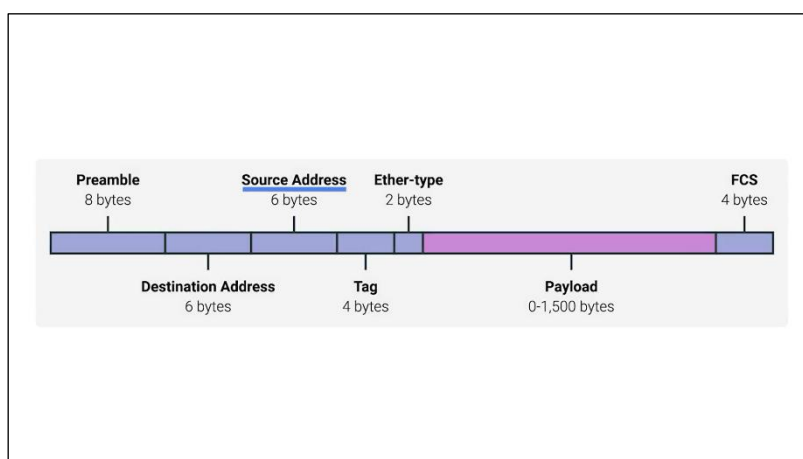 Preamble
8 bytes
Source Address
6 bytes
Ether-type
2 bytes
FCS
4 bytes
Destination Address
6 bytes
Tag
4 bytes
Payload
0-1,500 bytes